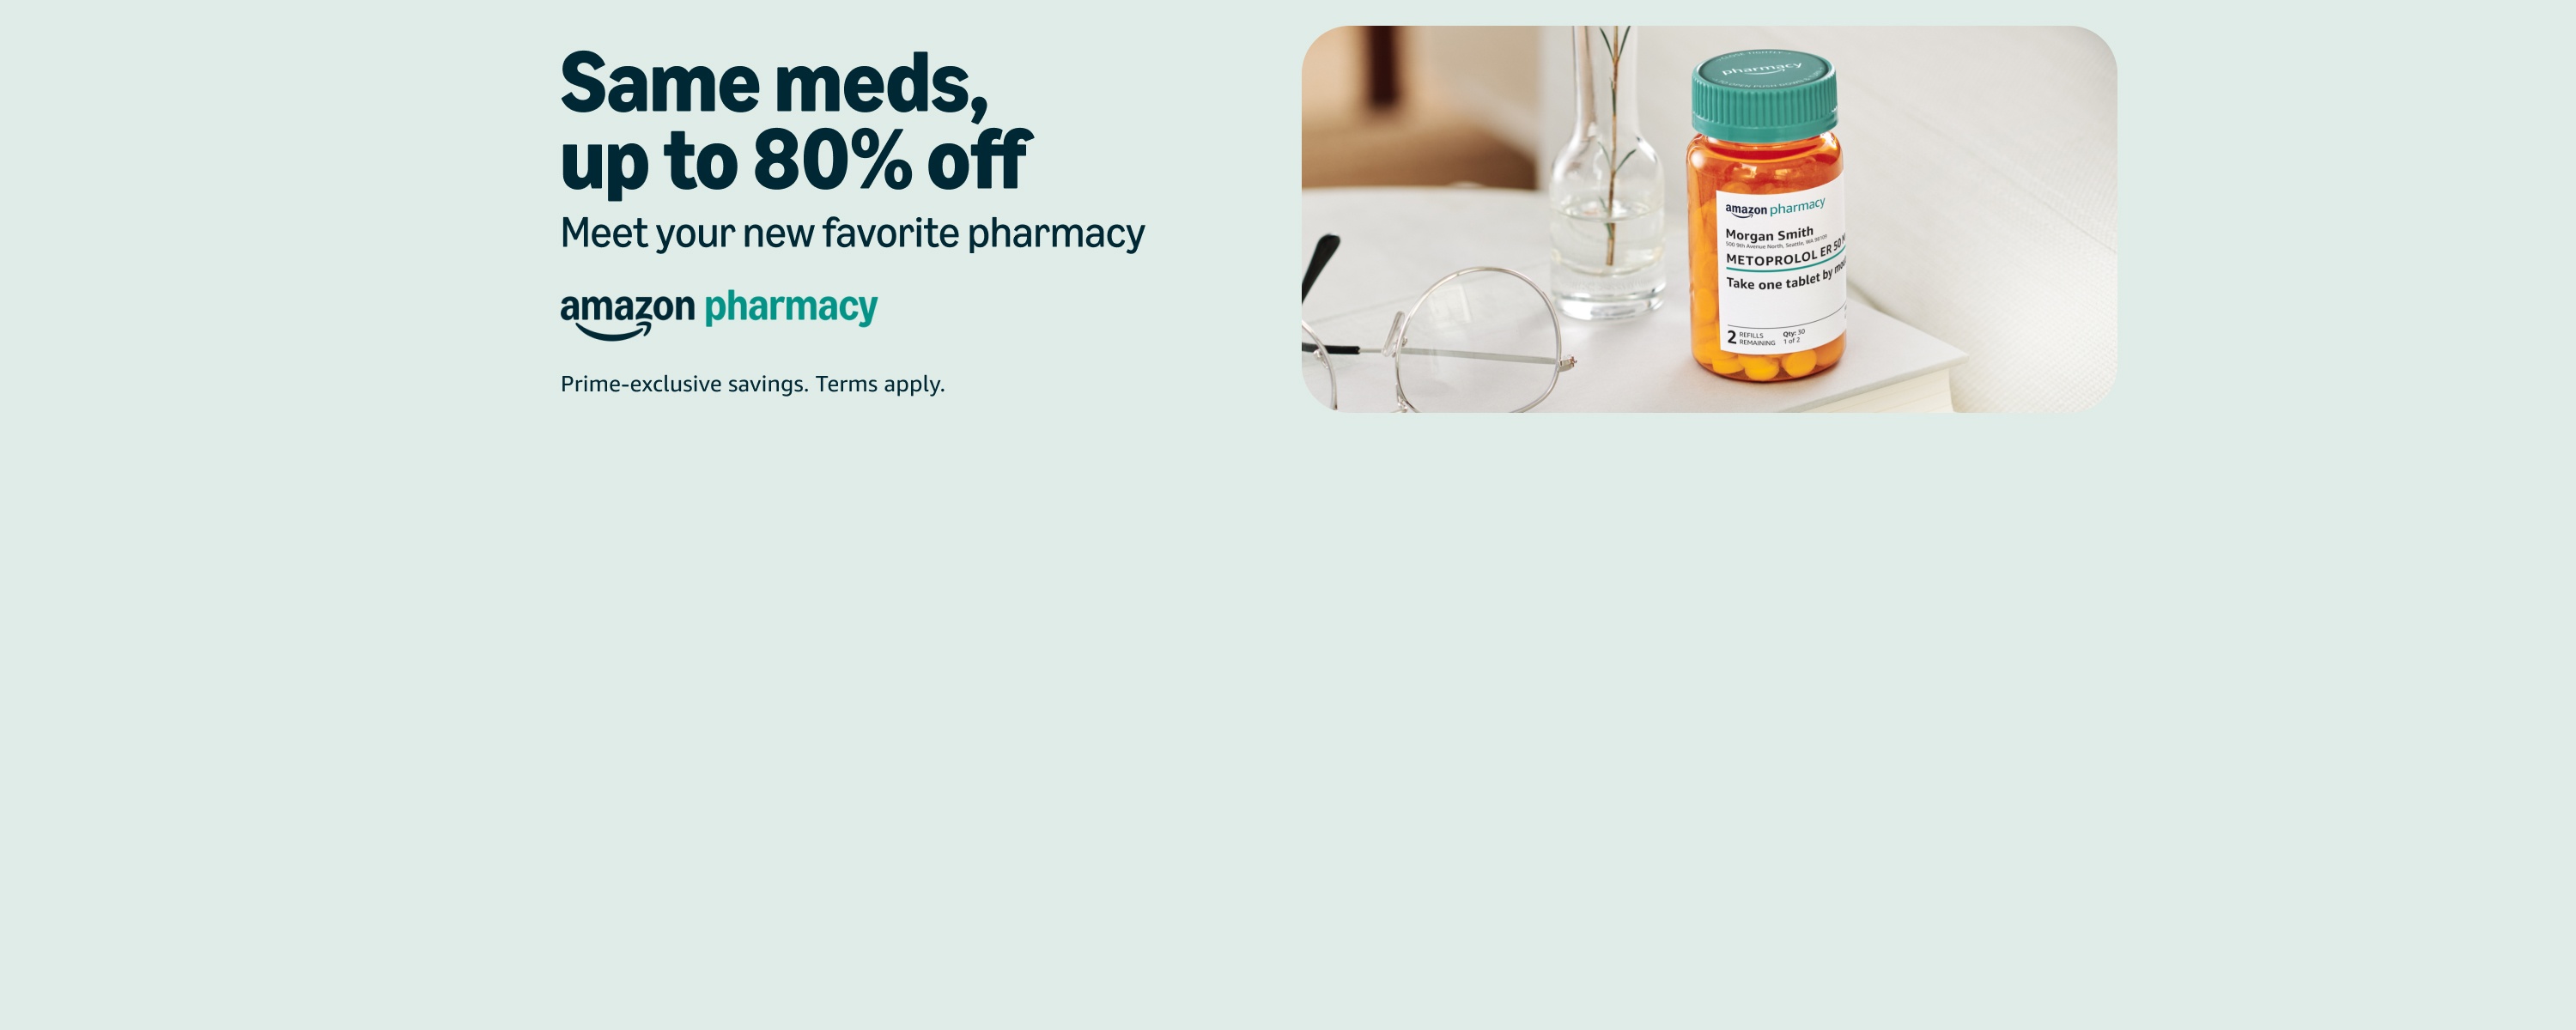 Same meds,
up to 80% off
Meet your new favorite pharmacy
amazon pharmacy
Prime-exclusive savings. Terms apply.
pharmacy
amazon pharmacy
Morgan Smith
METOPROLOL ER 50
Take one tablet by
2 REFILLS REMAINING
Qty: 30
1 of 2